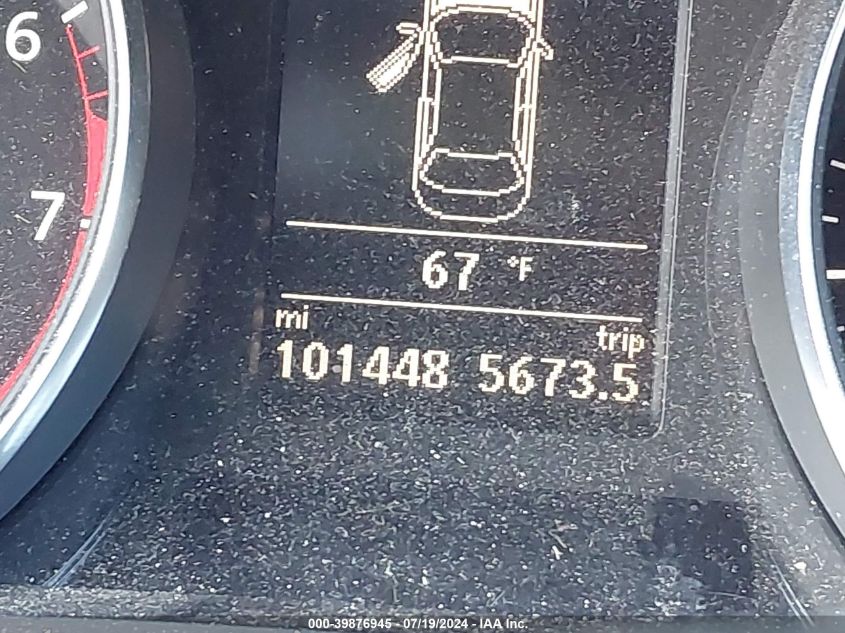 6
7
67 °F
mi trip
101448 5673.5
000-39876945 - 07/19/2024 - IAA Inc.